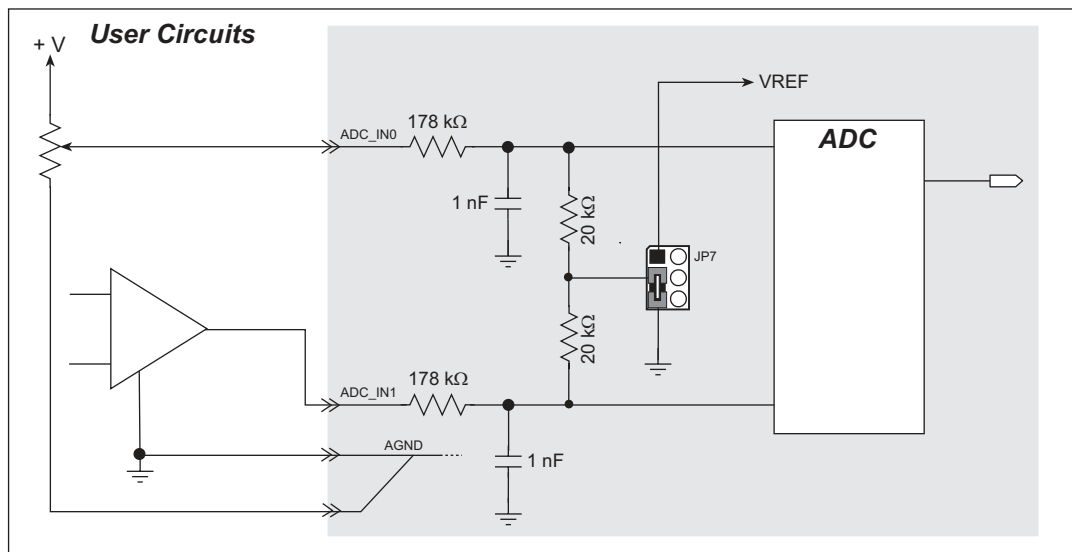 User Circuits
+ V
VREF
ADC_IN0
178 kΩ
ADC
1 nF
20 kΩ
JP7
20 kΩ
178 kΩ
ADC_IN1
AGND
1 nF